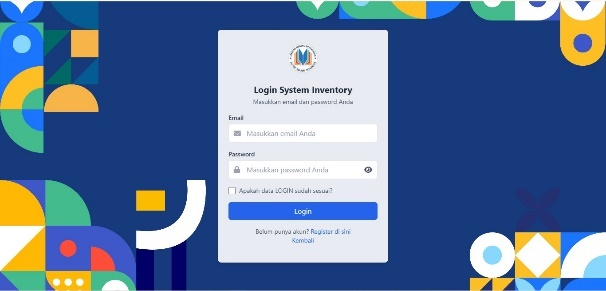 Login System Inventory
Masukkan email dan password Anda
Email
Masukkan email Anda
Password
Masukkan password Anda
Apakah data LOGIN sudah sesuai?
Login
Belum punya akun? Register di sini
Kembali